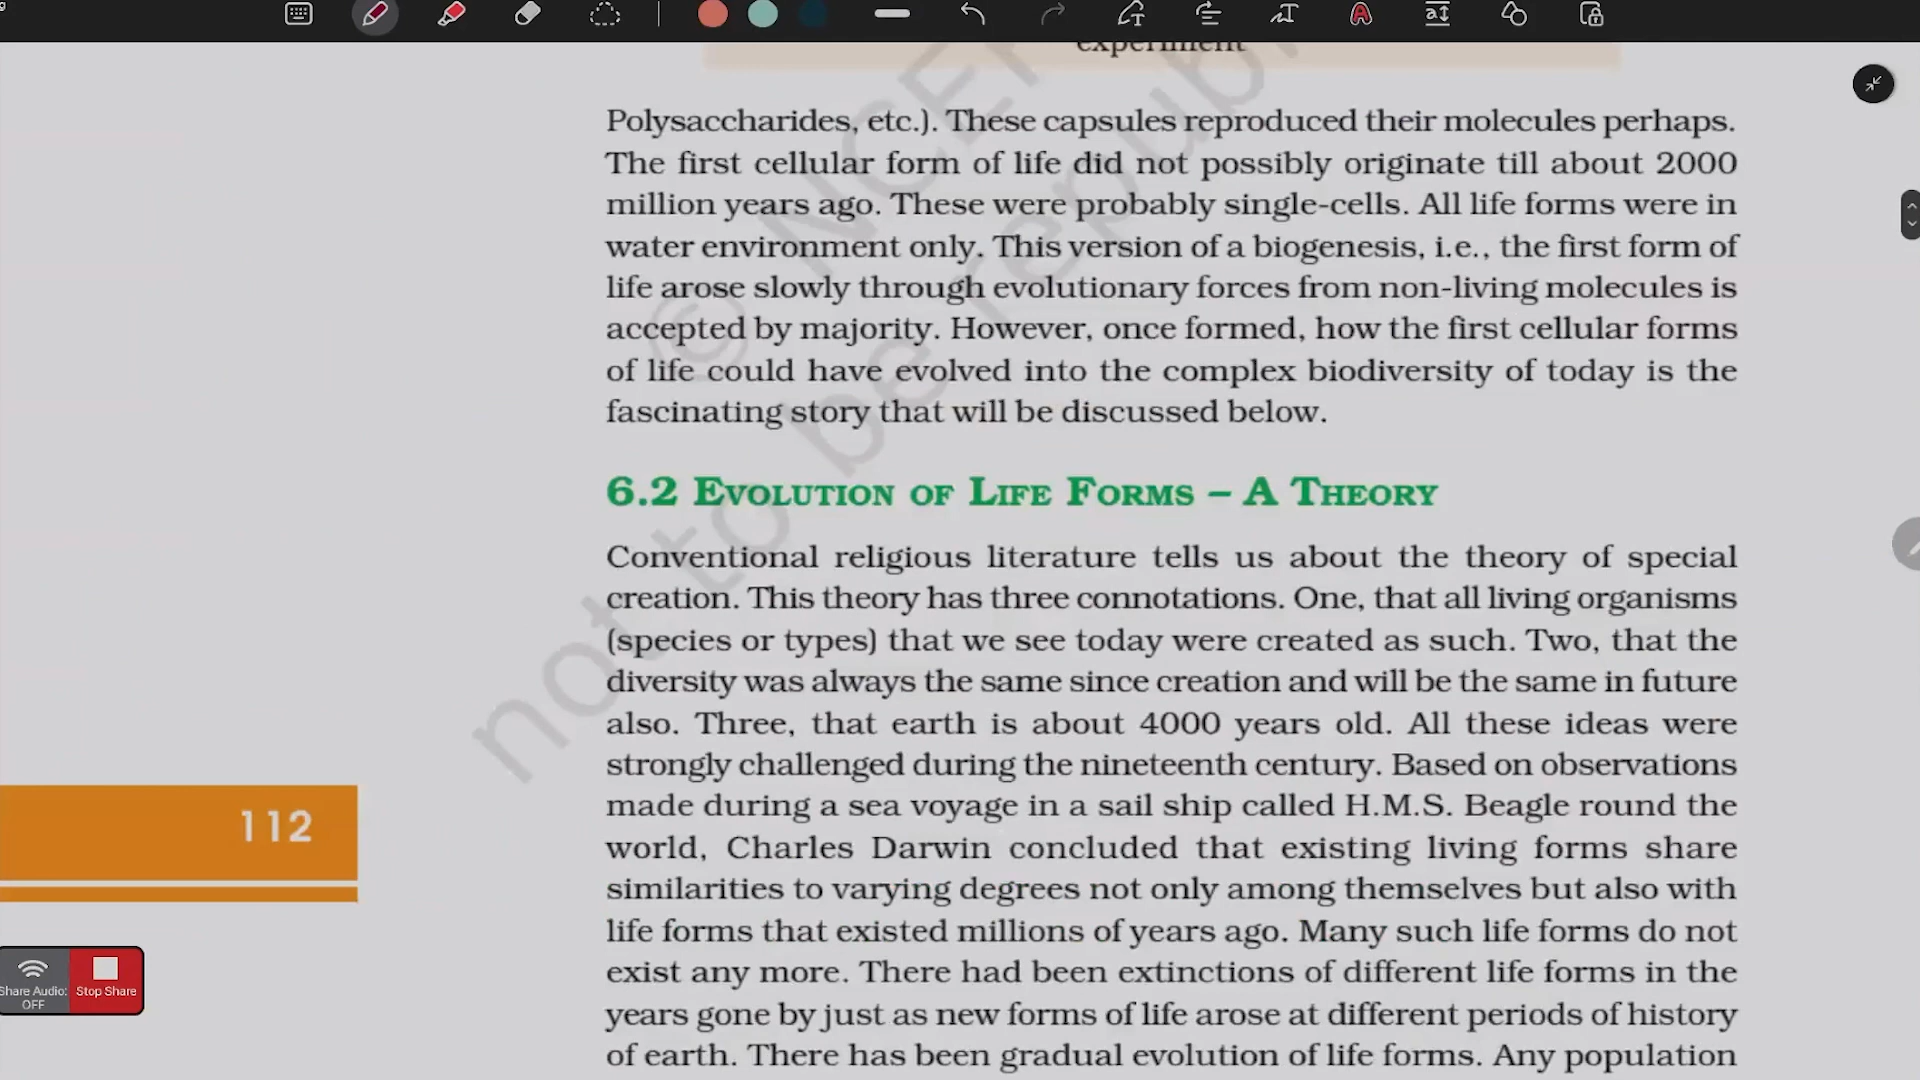 experiment
Polysaccharides, etc.). These capsules reproduced their molecules perhaps.
The first cellular form of life did not possibly originate till about 2000
million years ago. These were probably single-cells. All life forms were in
water environment only. This version of a biogenesis, i.e., the first form of
life arose slowly through evolutionary forces from non-living molecules is
accepted by majority. However, once formed, how the first cellular forms
of life could have evolved into the complex biodiversity of today is the
fascinating story that will be discussed below.
6.2 EVOLUTION OF LIFE FORMS – A THEORY
Conventional religious literature tells us about the theory of special
creation. This theory has three connotations. One, that all living organisms
(species or types) that we see today were created as such. Two, that the
diversity was always the same since creation and will be the same in future
also. Three, that earth is about 4000 years old. All these ideas were
strongly challenged during the nineteenth century. Based on observations
made during a sea voyage in a sail ship called H.M.S. Beagle round the
world, Charles Darwin concluded that existing living forms share
similarities to varying degrees not only among themselves but also with
life forms that existed millions of years ago. Many such life forms do not
exist any more. There had been extinctions of different life forms in the
years gone by just as new forms of life arose at different periods of history
of earth. There has been gradual evolution of life forms. Any population
112
Share Audio:
OFF
Stop Share
© NCER
not to be republ